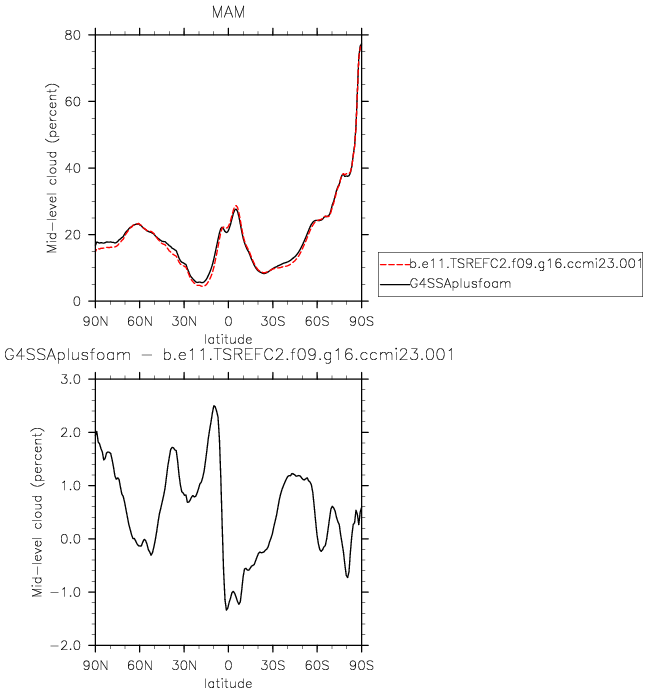 MAM
80
60
40
20
0
Mid-level cloud (percent)
90N 60N 30N 0 30S 60S 90S
latitude
b.e11.TSREFC2.f09.g16.ccmi23.001
G4SSAplusfoam
G4SSAplusfoam - b.e11.TSREFC2.f09.g16.ccmi23.001
3.0
2.0
1.0
0.0
-1.0
-2.0
Mid-level cloud (percent)
90N 60N 30N 0 30S 60S 90S
latitude